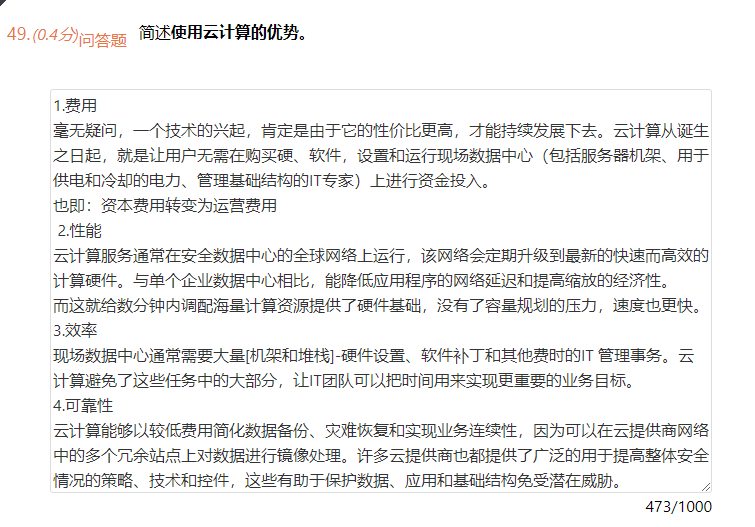 49.(0.4分)问答题 简述使用云计算的优势。
1.费用
毫无疑问，一个技术的兴起，肯定是由于它的性价比更高，才能持续发展下去。云计算从诞生
之日起，就是让用户无需在购买硬、软件，设置和运行现场数据中心（包括服务器机架、用于
供电和冷却的电力、管理基础结构的IT专家）上进行资金投入。
也即：资本费用转变为运营费用
2.性能
云计算服务通常在安全数据中心的全球网络上运行，该网络会定期升级到最新的快速而高效的
计算硬件。与单个企业数据中心相比，能降低应用程序的网络延迟和提高缩放的经济性。
而这就给数分钟内调配海量计算资源提供了硬件基础，没有了容量规划的压力，速度也更快。
3.效率
现场数据中心通常需要大量[机架和堆栈]-硬件设置、软件补丁和其他费时的IT 管理事务。云
计算避免了这些任务中的大部分，让IT团队可以把时间用来实现更重要的业务目标。
4.可靠性
云计算能够以较低费用简化数据备份、灾难恢复和实现业务连续性，因为可以在云提供商网络
中的多个冗余站点上对数据进行镜像处理。许多云提供商也都提供了广泛的用于提高整体安全
情况的策略、技术和控件，这些有助于保护数据、应用和基础结构免受潜在威胁。
473/1000